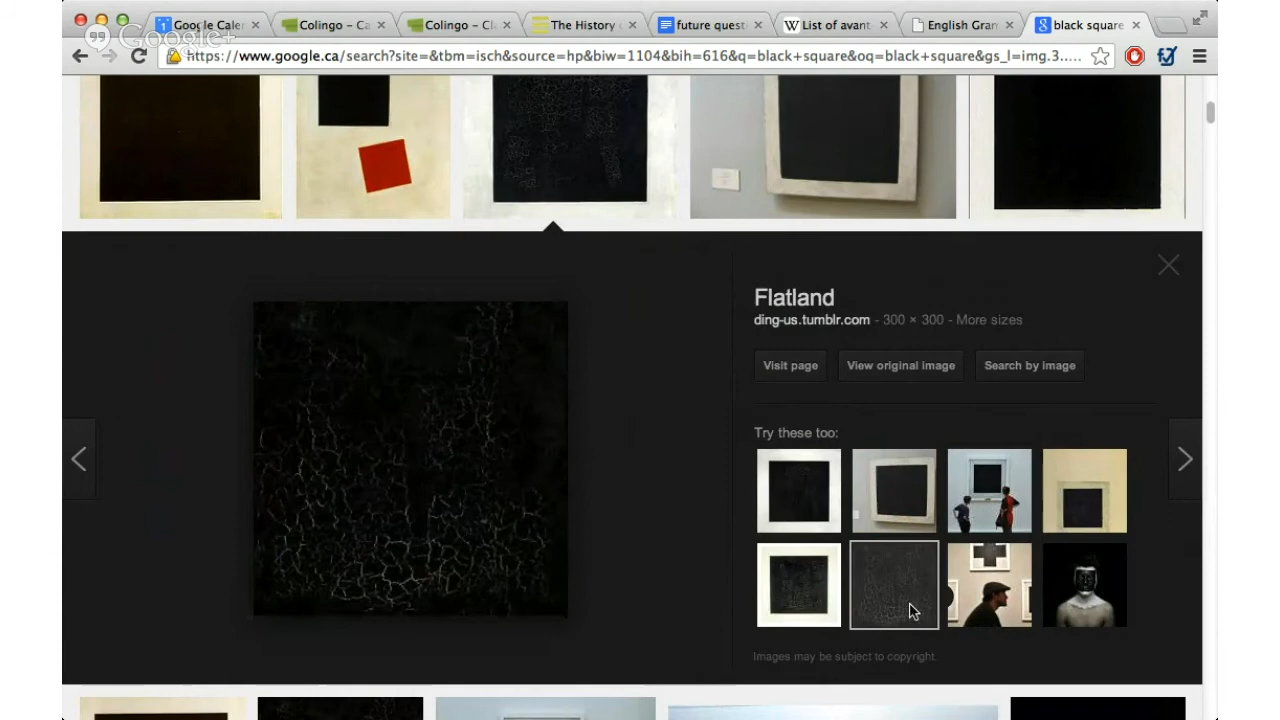 Google Caler
Colingo – Ca
Colingo – Cl
The History
future quest
List of avant
English Gran
black square
Google+
https://www.google.ca/search?site=&tbm=isch&source=hp&biw=1104&bih=616&q=black+square&oq=black+square&gs_l=img.3.....
Flatland
ding-us.tumblr.com - 300 × 300 - More sizes
Visit page
View original image
Search by image
Try these too:
Images may be subject to copyright.